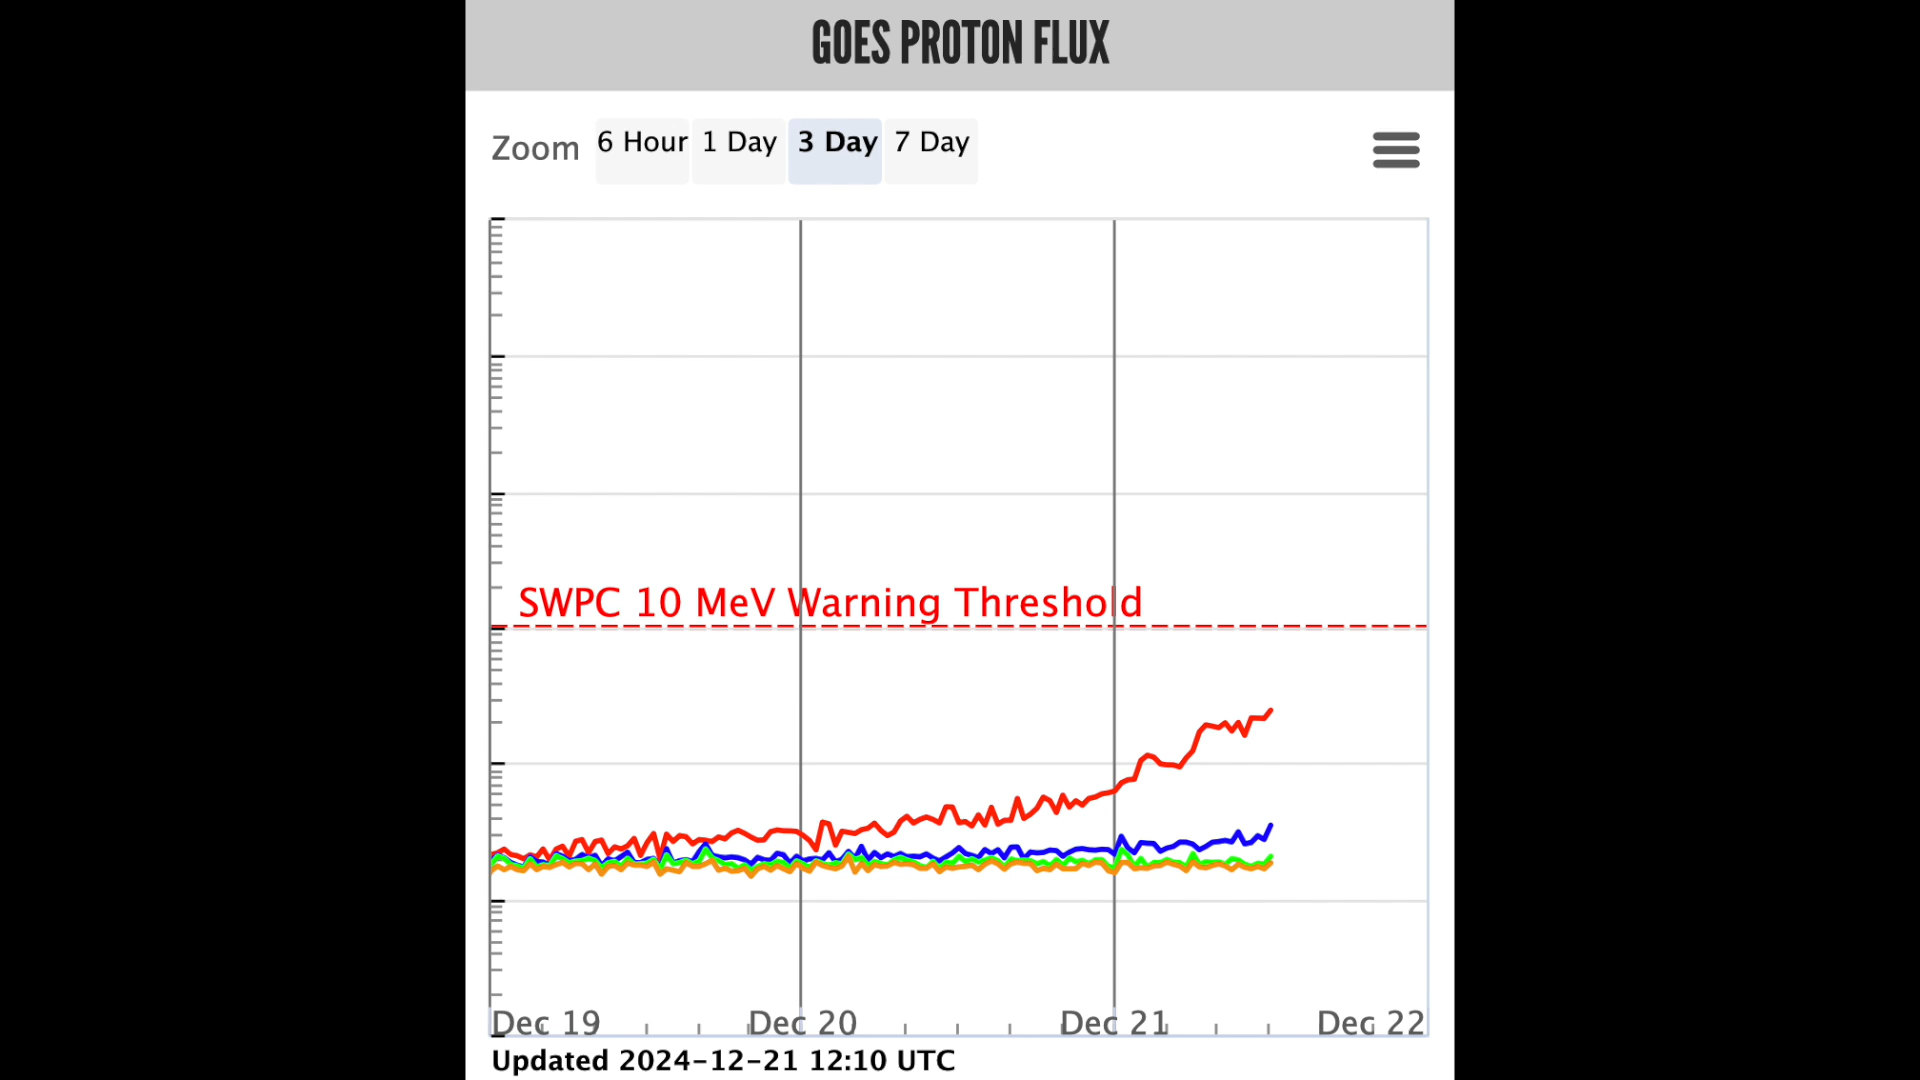 GOES PROTON FLUX
Zoom 6 Hour 1 Day 3 Day 7 Day
SWPC 10 MeV Warning Threshold
Dec 19 Dec 20 Dec 21 Dec 22
Updated 2024-12-21 12:10 UTC